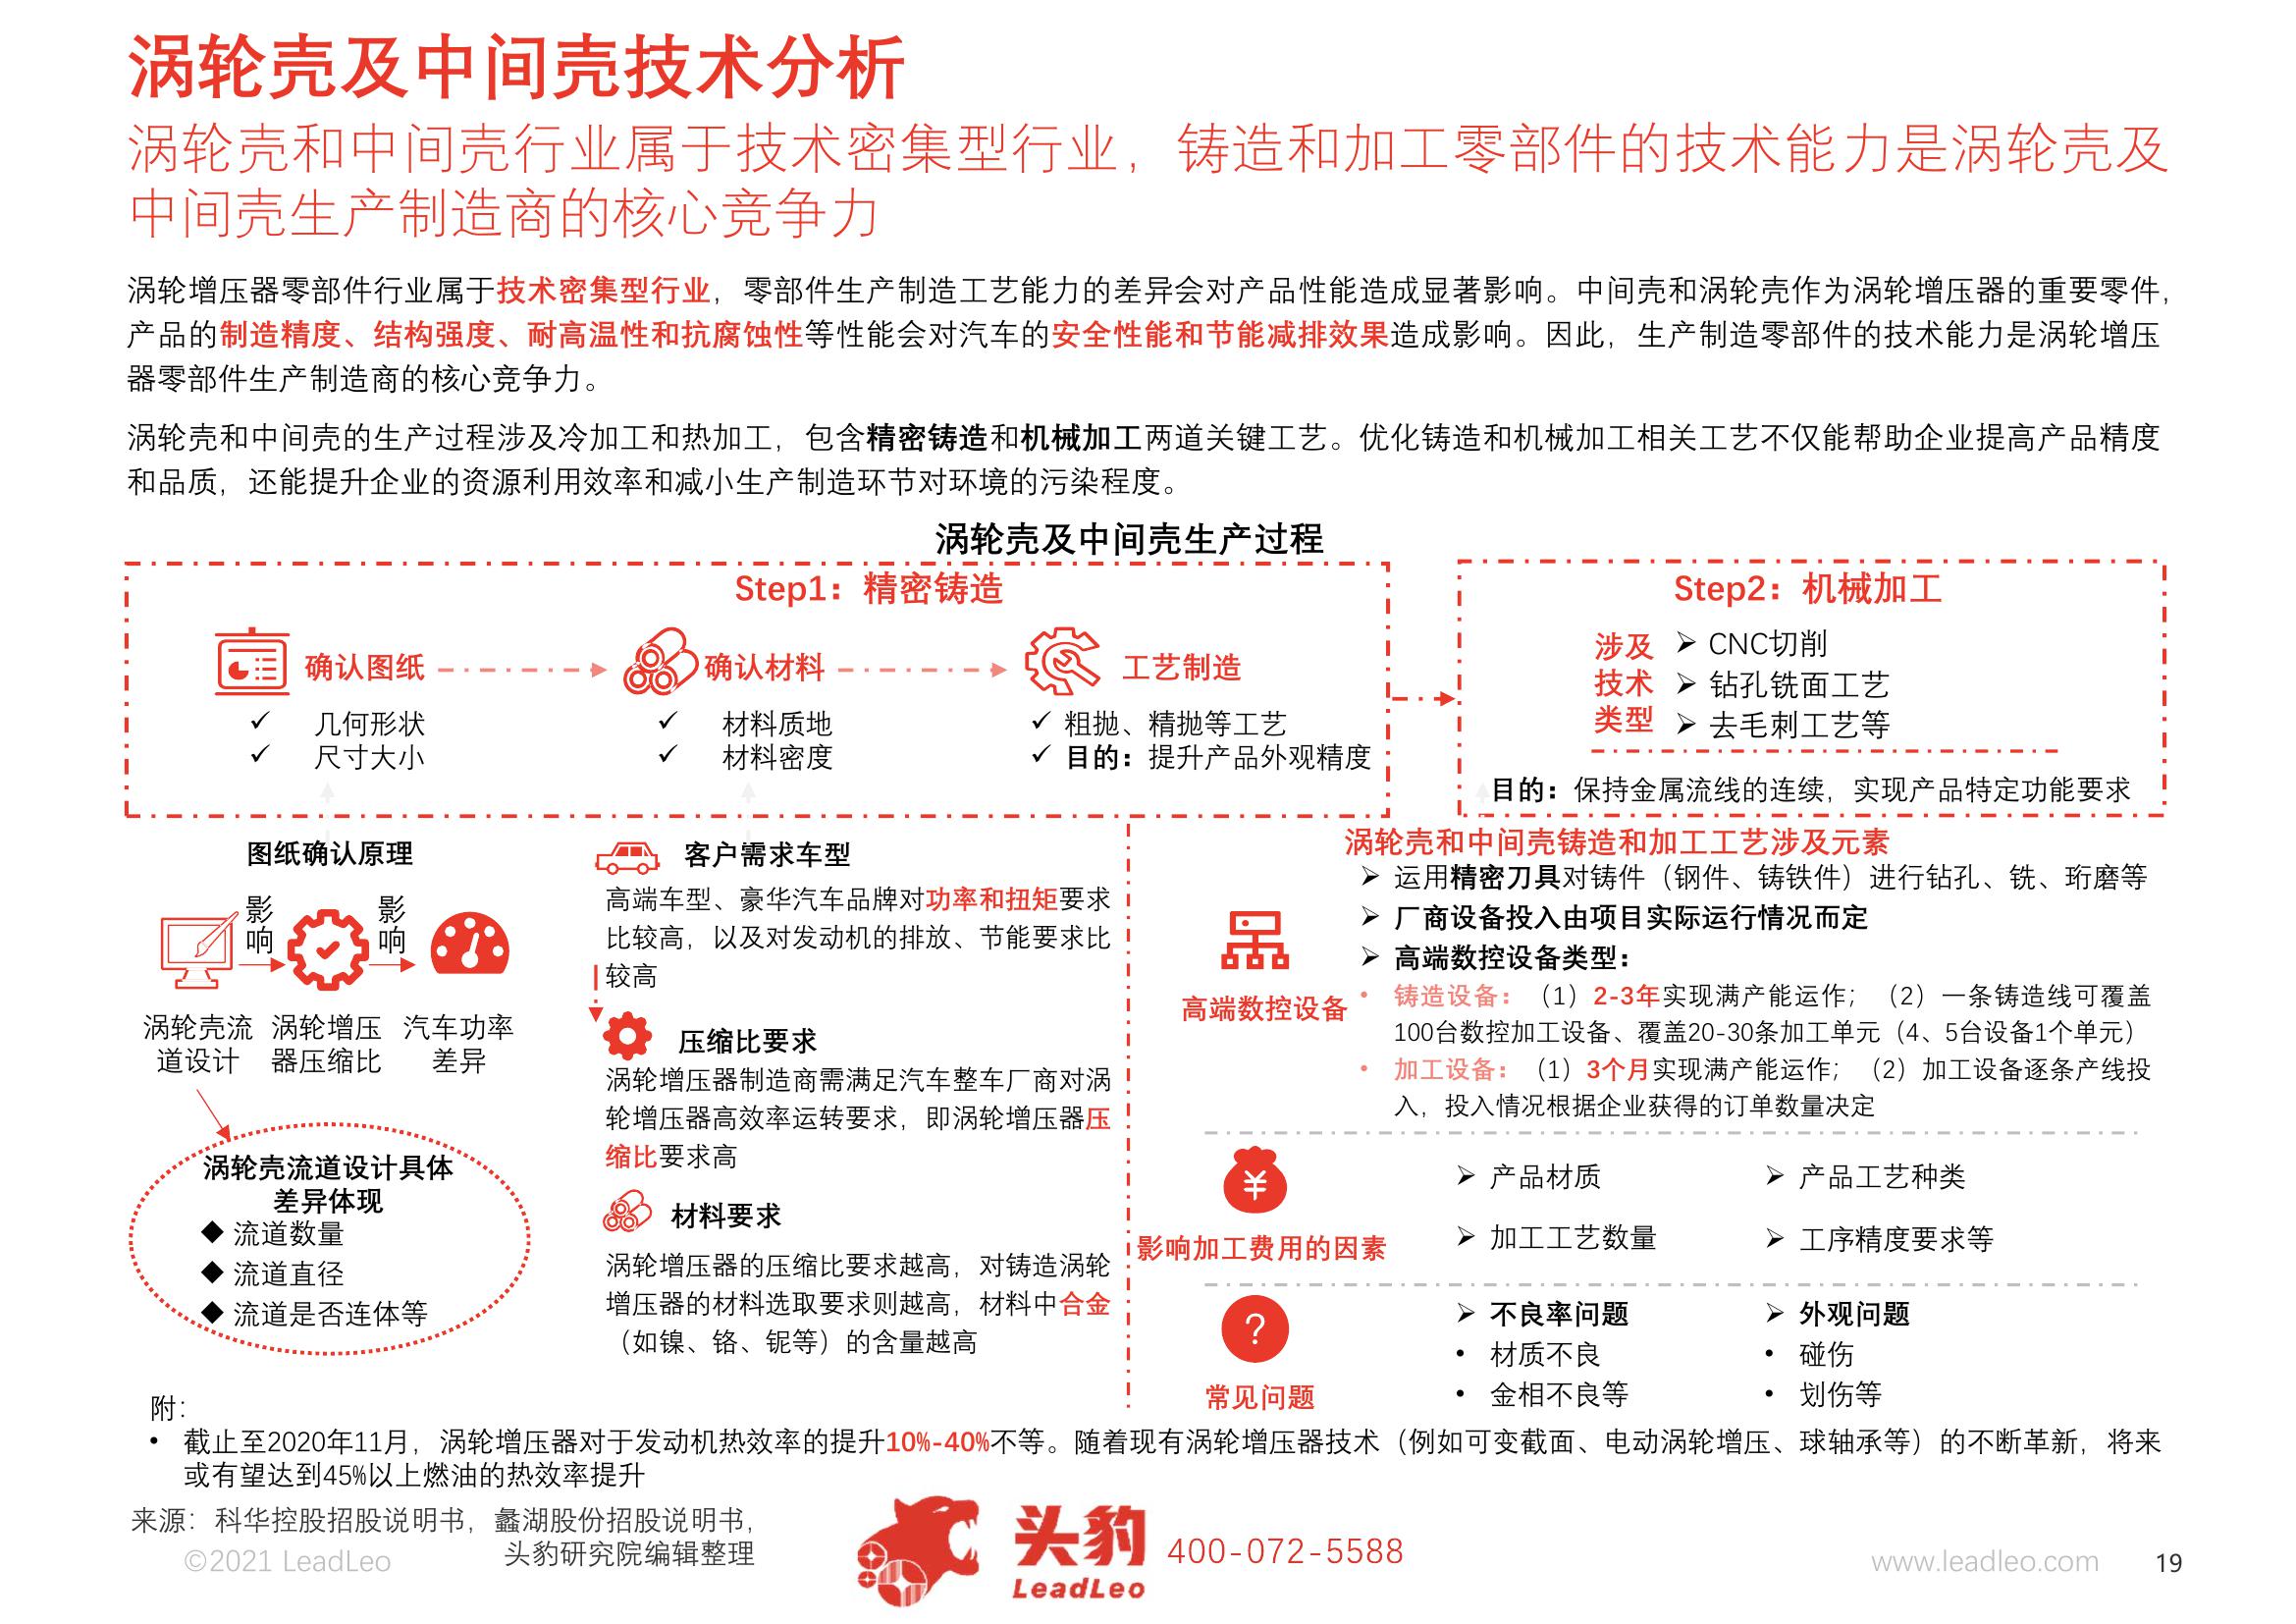 涡轮壳及中间壳技术分析
涡轮壳和中间壳行业属于技术密集型行业，铸造和加工零部件的技术能力是涡轮壳及
中间壳生产制造商的核心竞争力
涡轮增压器零部件行业属于技术密集型行业，零部件生产制造工艺能力的差异会对产品性能造成显著影响。中间壳和涡轮壳作为涡轮增压器的重要零件，
产品的制造精度、结构强度、耐高温性和抗腐蚀性等性能会对汽车的安全性能和节能减排效果造成影响。因此，生产制造零部件的技术能力是涡轮增压
器零部件生产制造商的核心竞争力。
涡轮壳和中间壳的生产过程涉及冷加工和热加工，包含精密铸造和机械加工两道关键工艺。优化铸造和机械加工相关工艺不仅能帮助企业提高产品精度
和品质，还能提升企业的资源利用效率和减小生产制造环节对环境的污染程度。
涡轮壳及中间壳生产过程
Step1：精密铸造
确认图纸
✓ 几何形状
✓ 尺寸大小
确认材料
✓ 材料质地
✓ 材料密度
工艺制造
✓ 粗抛、精抛等工艺
✓ 目的：提升产品外观精度
Step2：机械加工
涉及
技术
类型
➢ CNC切削
➢ 钻孔铣面工艺
➢ 去毛刺工艺等
目的：保持金属流线的连续，实现产品特定功能要求
图纸确认原理
影
响
影
响
涡轮壳流
道设计
涡轮增压
器压缩比
汽车功率
差异
涡轮壳流道设计具体
差异体现
◆ 流道数量
◆ 流道直径
◆ 流道是否连体等
客户需求车型
高端车型、豪华汽车品牌对功率和扭矩要求
比较高，以及对发动机的排放、节能要求比
较高
压缩比要求
涡轮增压器制造商需满足汽车整车厂商对涡
轮增压器高效率运转要求，即涡轮增压器压
缩比要求高
材料要求
涡轮增压器的压缩比要求越高，对铸造涡轮
增压器的材料选取要求则越高，材料中合金
（如镍、铬、铌等）的含量越高
涡轮壳和中间壳铸造和加工工艺涉及元素
高端数控设备
➢ 运用精密刀具对铸件（钢件、铸铁件）进行钻孔、铣、珩磨等
➢ 厂商设备投入由项目实际运行情况而定
➢ 高端数控设备类型：
• 铸造设备：（1）2-3年实现满产能运作；（2）一条铸造线可覆盖
100台数控加工设备、覆盖20-30条加工单元（4、5台设备1个单元）
• 加工设备：（1）3个月实现满产能运作；（2）加工设备逐条产线投
入，投入情况根据企业获得的订单数量决定
¥
影响加工费用的因素
➢ 产品材质
➢ 产品工艺种类
➢ 加工工艺数量
➢ 工序精度要求等
?
常见问题
➢ 不良率问题
• 材质不良
• 金相不良等
➢ 外观问题
• 碰伤
• 划伤等
附：
• 截止至2020年11月，涡轮增压器对于发动机热效率的提升10%-40%不等。随着现有涡轮增压器技术（例如可变截面、电动涡轮增压、球轴承等）的不断革新，将来
或有望达到45%以上燃油的热效率提升
来源：科华控股招股说明书，蠡湖股份招股说明书，
头豹研究院编辑整理
©2021 LeadLeo
头豹
LeadLeo
400-072-5588
www.leadleo.com
19